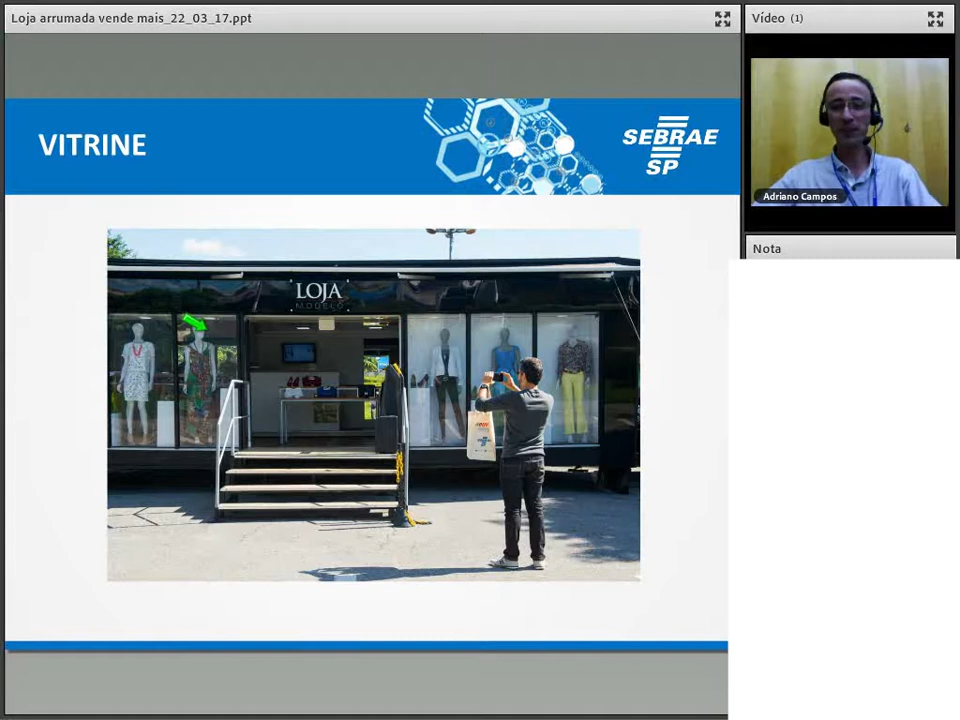 Loja arrumada vende mais_22_03_17.ppt
Vídeo (1)
VITRINE
SEBRAE
SP
LOJA
MODELO
Adriano Campos
Nota